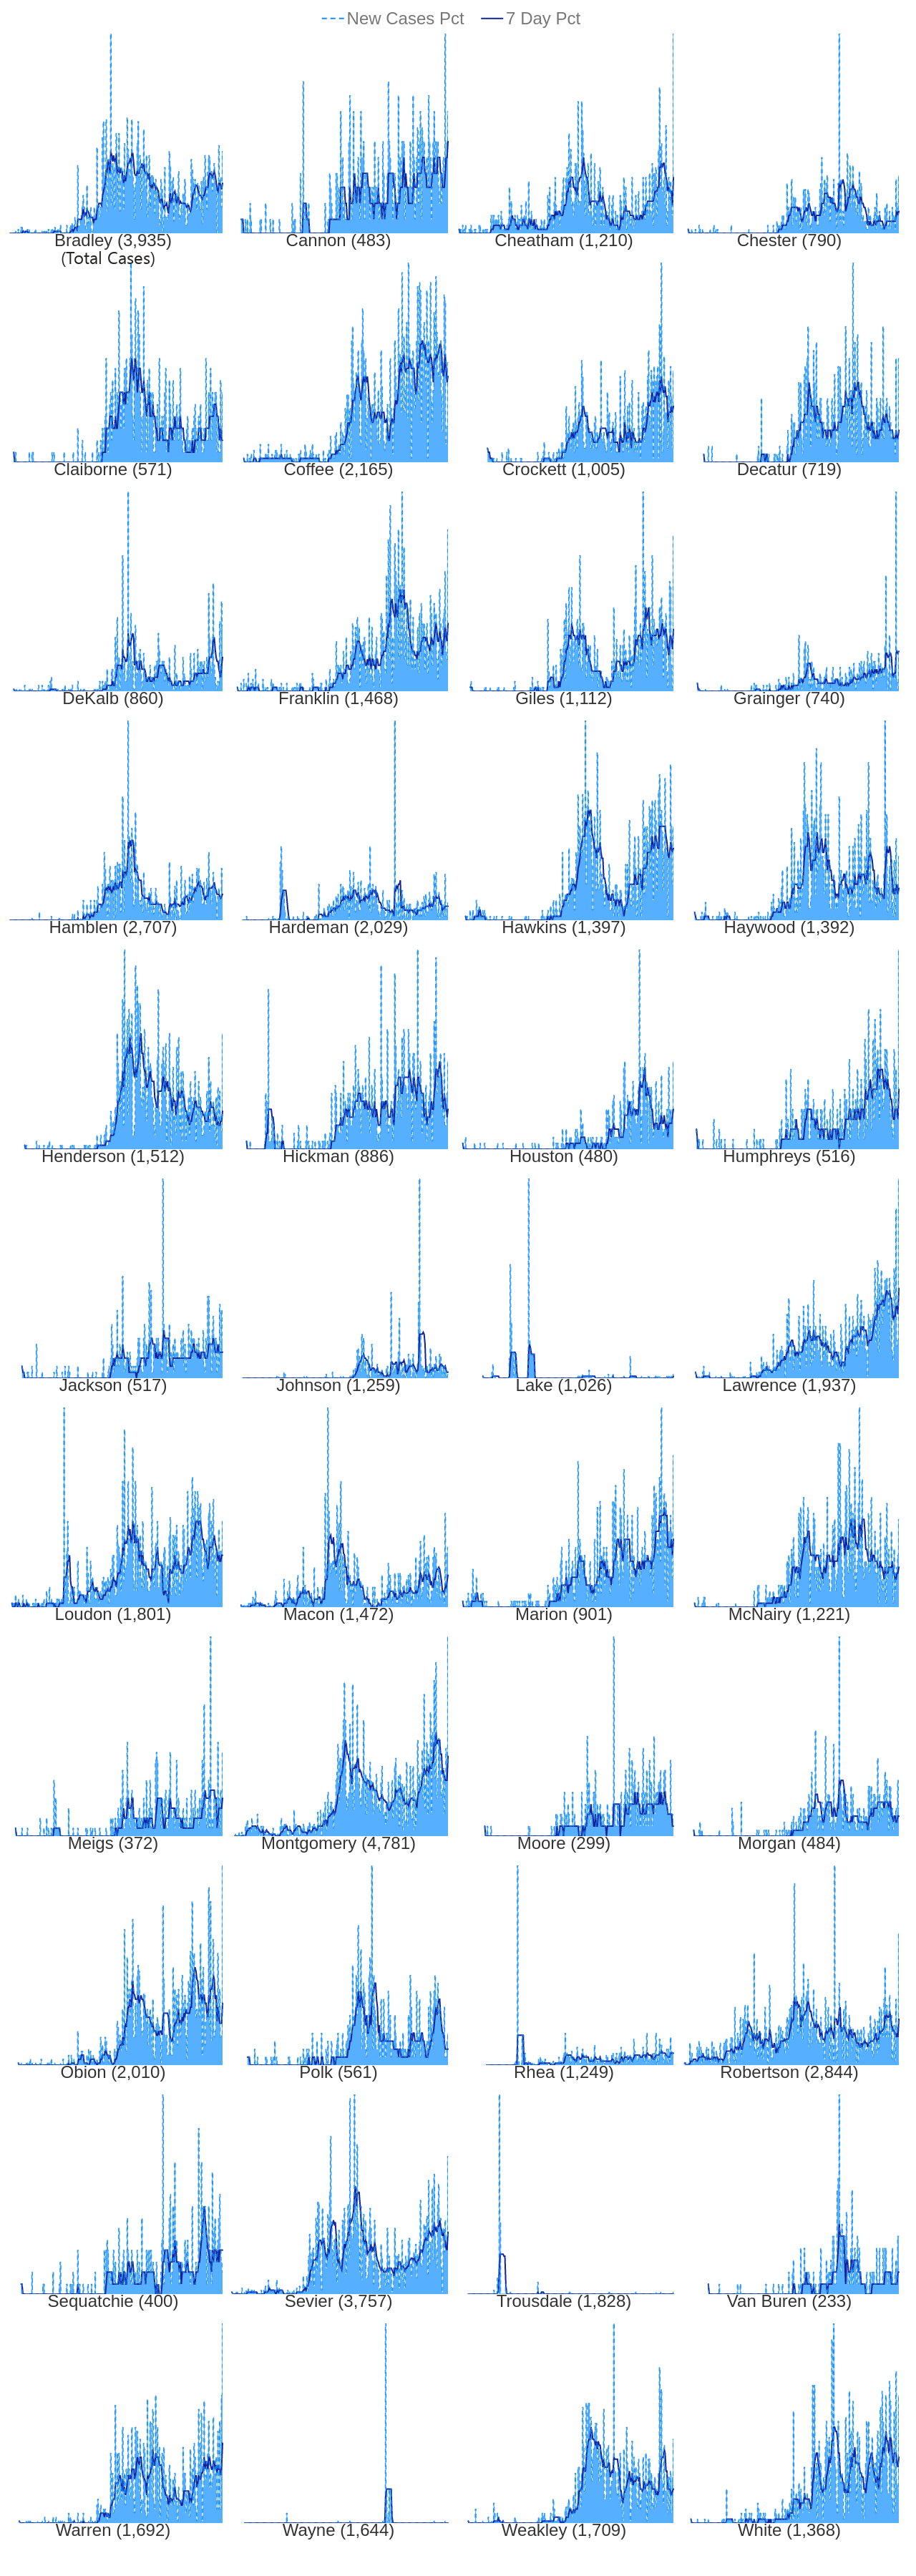 New Cases Pct 7 Day Pct
Bradley (3,935) Cannon (483) Cheatham (1,210) Chester (790)
(Total Cases)
Claiborne (571) Coffee (2,165) Crockett (1,005) Decatur (719)
DeKalb (860) Franklin (1,468) Giles (1,112) Grainger (740)
Hamblen (2,707) Hardeman (2,029) Hawkins (1,397) Haywood (1,392)
Henderson (1,512) Hickman (886) Houston (480) Humphreys (516)
Jackson (517) Johnson (1,259) Lake (1,026) Lawrence (1,937)
Loudon (1,801) Macon (1,472) Marion (901) McNairy (1,221)
Meigs (372) Montgomery (4,781) Moore (299) Morgan (484)
Obion (2,010) Polk (561) Rhea (1,249) Robertson (2,844)
Sequatchie (400) Sevier (3,757) Trousdale (1,828) Van Buren (233)
Warren (1,692) Wayne (1,644) Weakley (1,709) White (1,368)